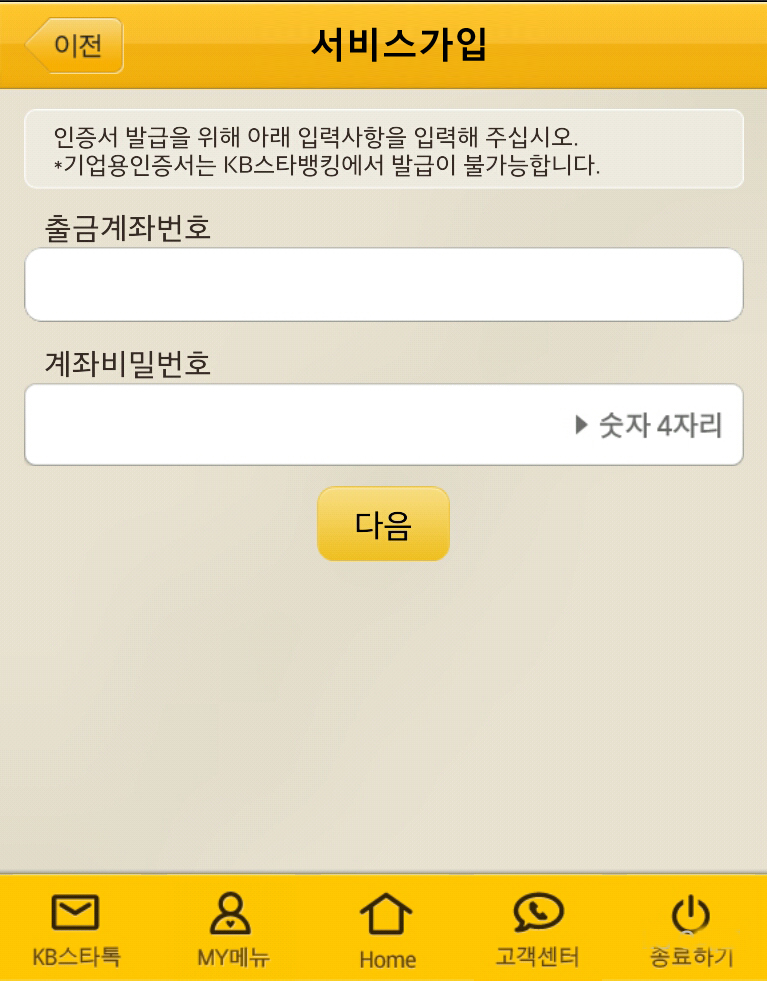 이전
서비스가입
인증서 발급을 위해 아래 입력사항을 입력해 주십시오.
*기업용인증서는 KB스타뱅킹에서 발급이 불가능합니다.
출금계좌번호
계좌비밀번호
▶ 숫자 4자리
다음
KB스타톡
MY메뉴
Home
고객센터
종료하기